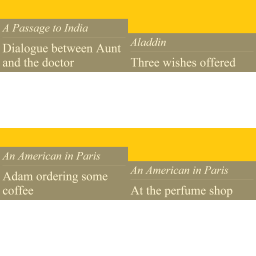 A Passage to India
Dialogue between Aunt
and the doctor
Aladdin
Three wishes offered
An American in Paris
Adam ordering some
coffee
An American in Paris
At the perfume shop